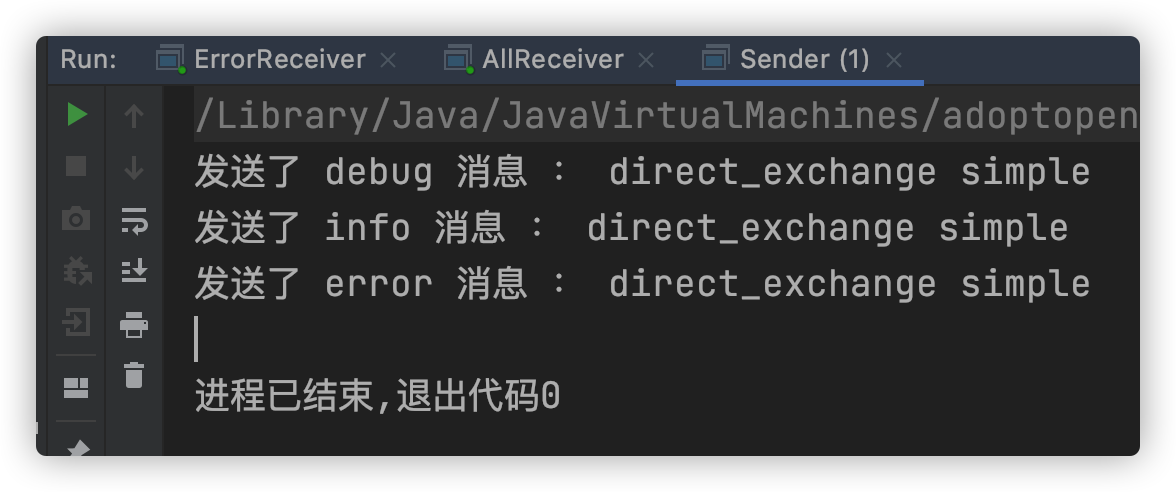 Run: ErrorReceiver AllReceiver Sender (1)
/Library/Java/JavaVirtualMachines/adoptopen
发送了 debug 消息 ： direct_exchange simple
发送了 info 消息 ： direct_exchange simple
发送了 error 消息 ： direct_exchange simple
进程已结束,退出代码0